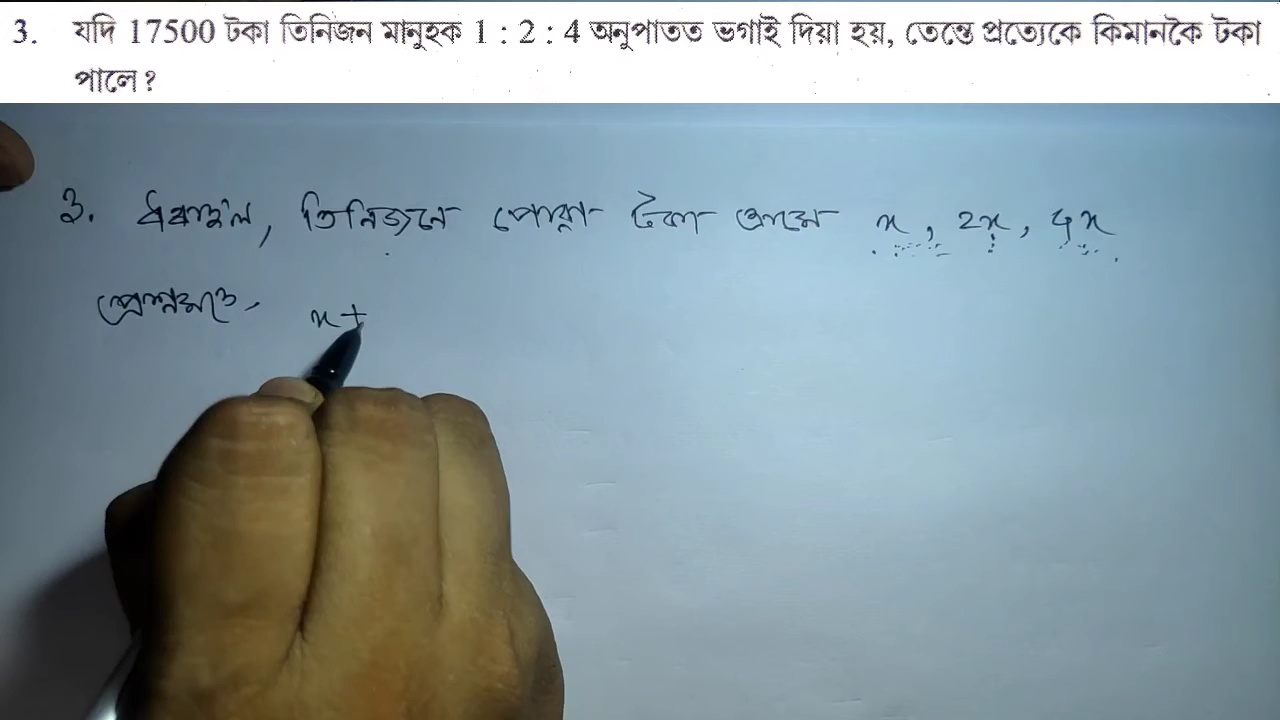 3. যদি 17500 টকা তিনিজন মানুহক 1 : 2 : 4 অনুপাতত ভগাই দিয়া হয়, তেন্তে প্ৰত্যেকে কিমানকৈ টকা
পালে ?
3. ধৰাহ'ল, তিনিজনে পোৱা টকা ক্ৰমে x, 2x, 4x
প্ৰশ্নমতে, x+